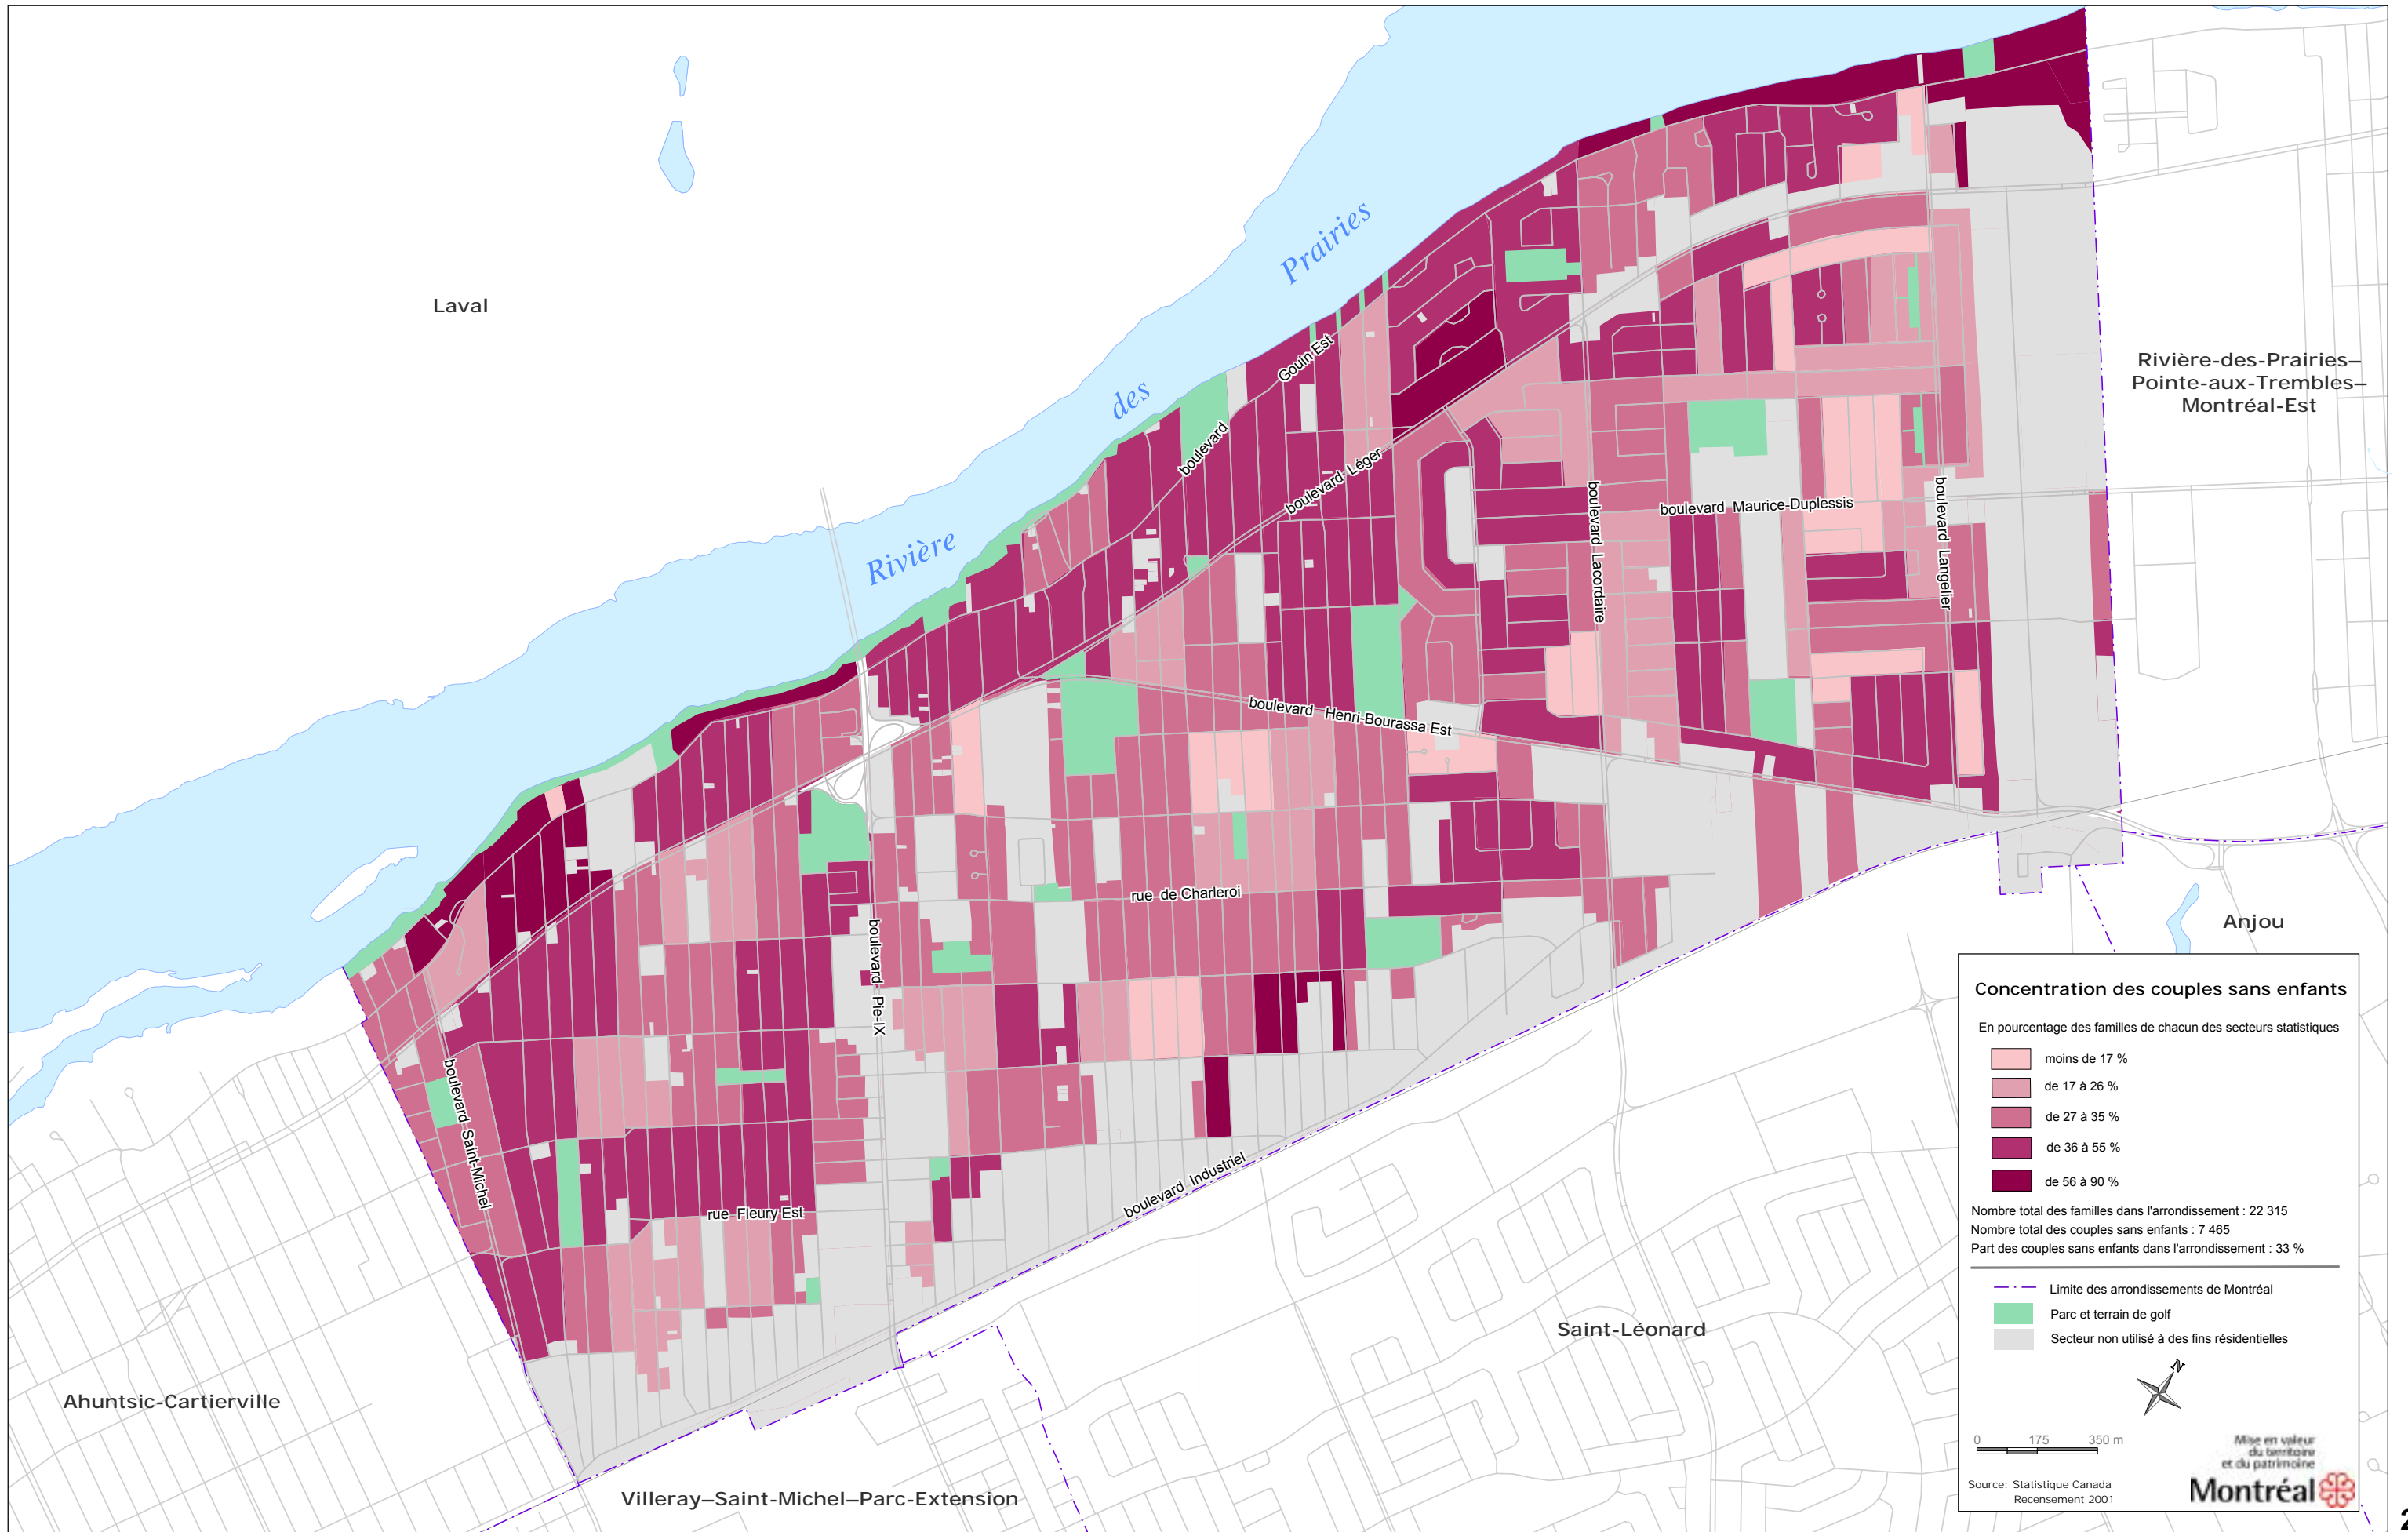 Laval
Rivière
des
Prairies
boulevard
Gouin Est
boulevard Léger
boulevard Maurice-Duplessis
boulevard Lacordaire
boulevard Langelier
boulevard Henri-Bourassa Est
rue de Charleroi
boulevard Pie-IX
boulevard Saint-Michel
rue Fleury Est
boulevard Industriel
Rivière-des-Prairies–
Pointe-aux-Trembles–
Montréal-Est
Anjou
Saint-Léonard
Ahuntsic-Cartierville
Villeray–Saint-Michel–Parc-Extension
Concentration des couples sans enfants
En pourcentage des familles de chacun des secteurs statistiques
moins de 17 %
de 17 à 26 %
de 27 à 35 %
de 36 à 55 %
de 56 à 90 %
Nombre total des familles dans l'arrondissement : 22 315
Nombre total des couples sans enfants : 7 465
Part des couples sans enfants dans l'arrondissement : 33 %
Limite des arrondissements de Montréal
Parc et terrain de golf
Secteur non utilisé à des fins résidentielles
N
0 175 350 m
Mise en valeur
du territoire
et du patrimoine
Montréal
Source: Statistique Canada
Recensement 2001